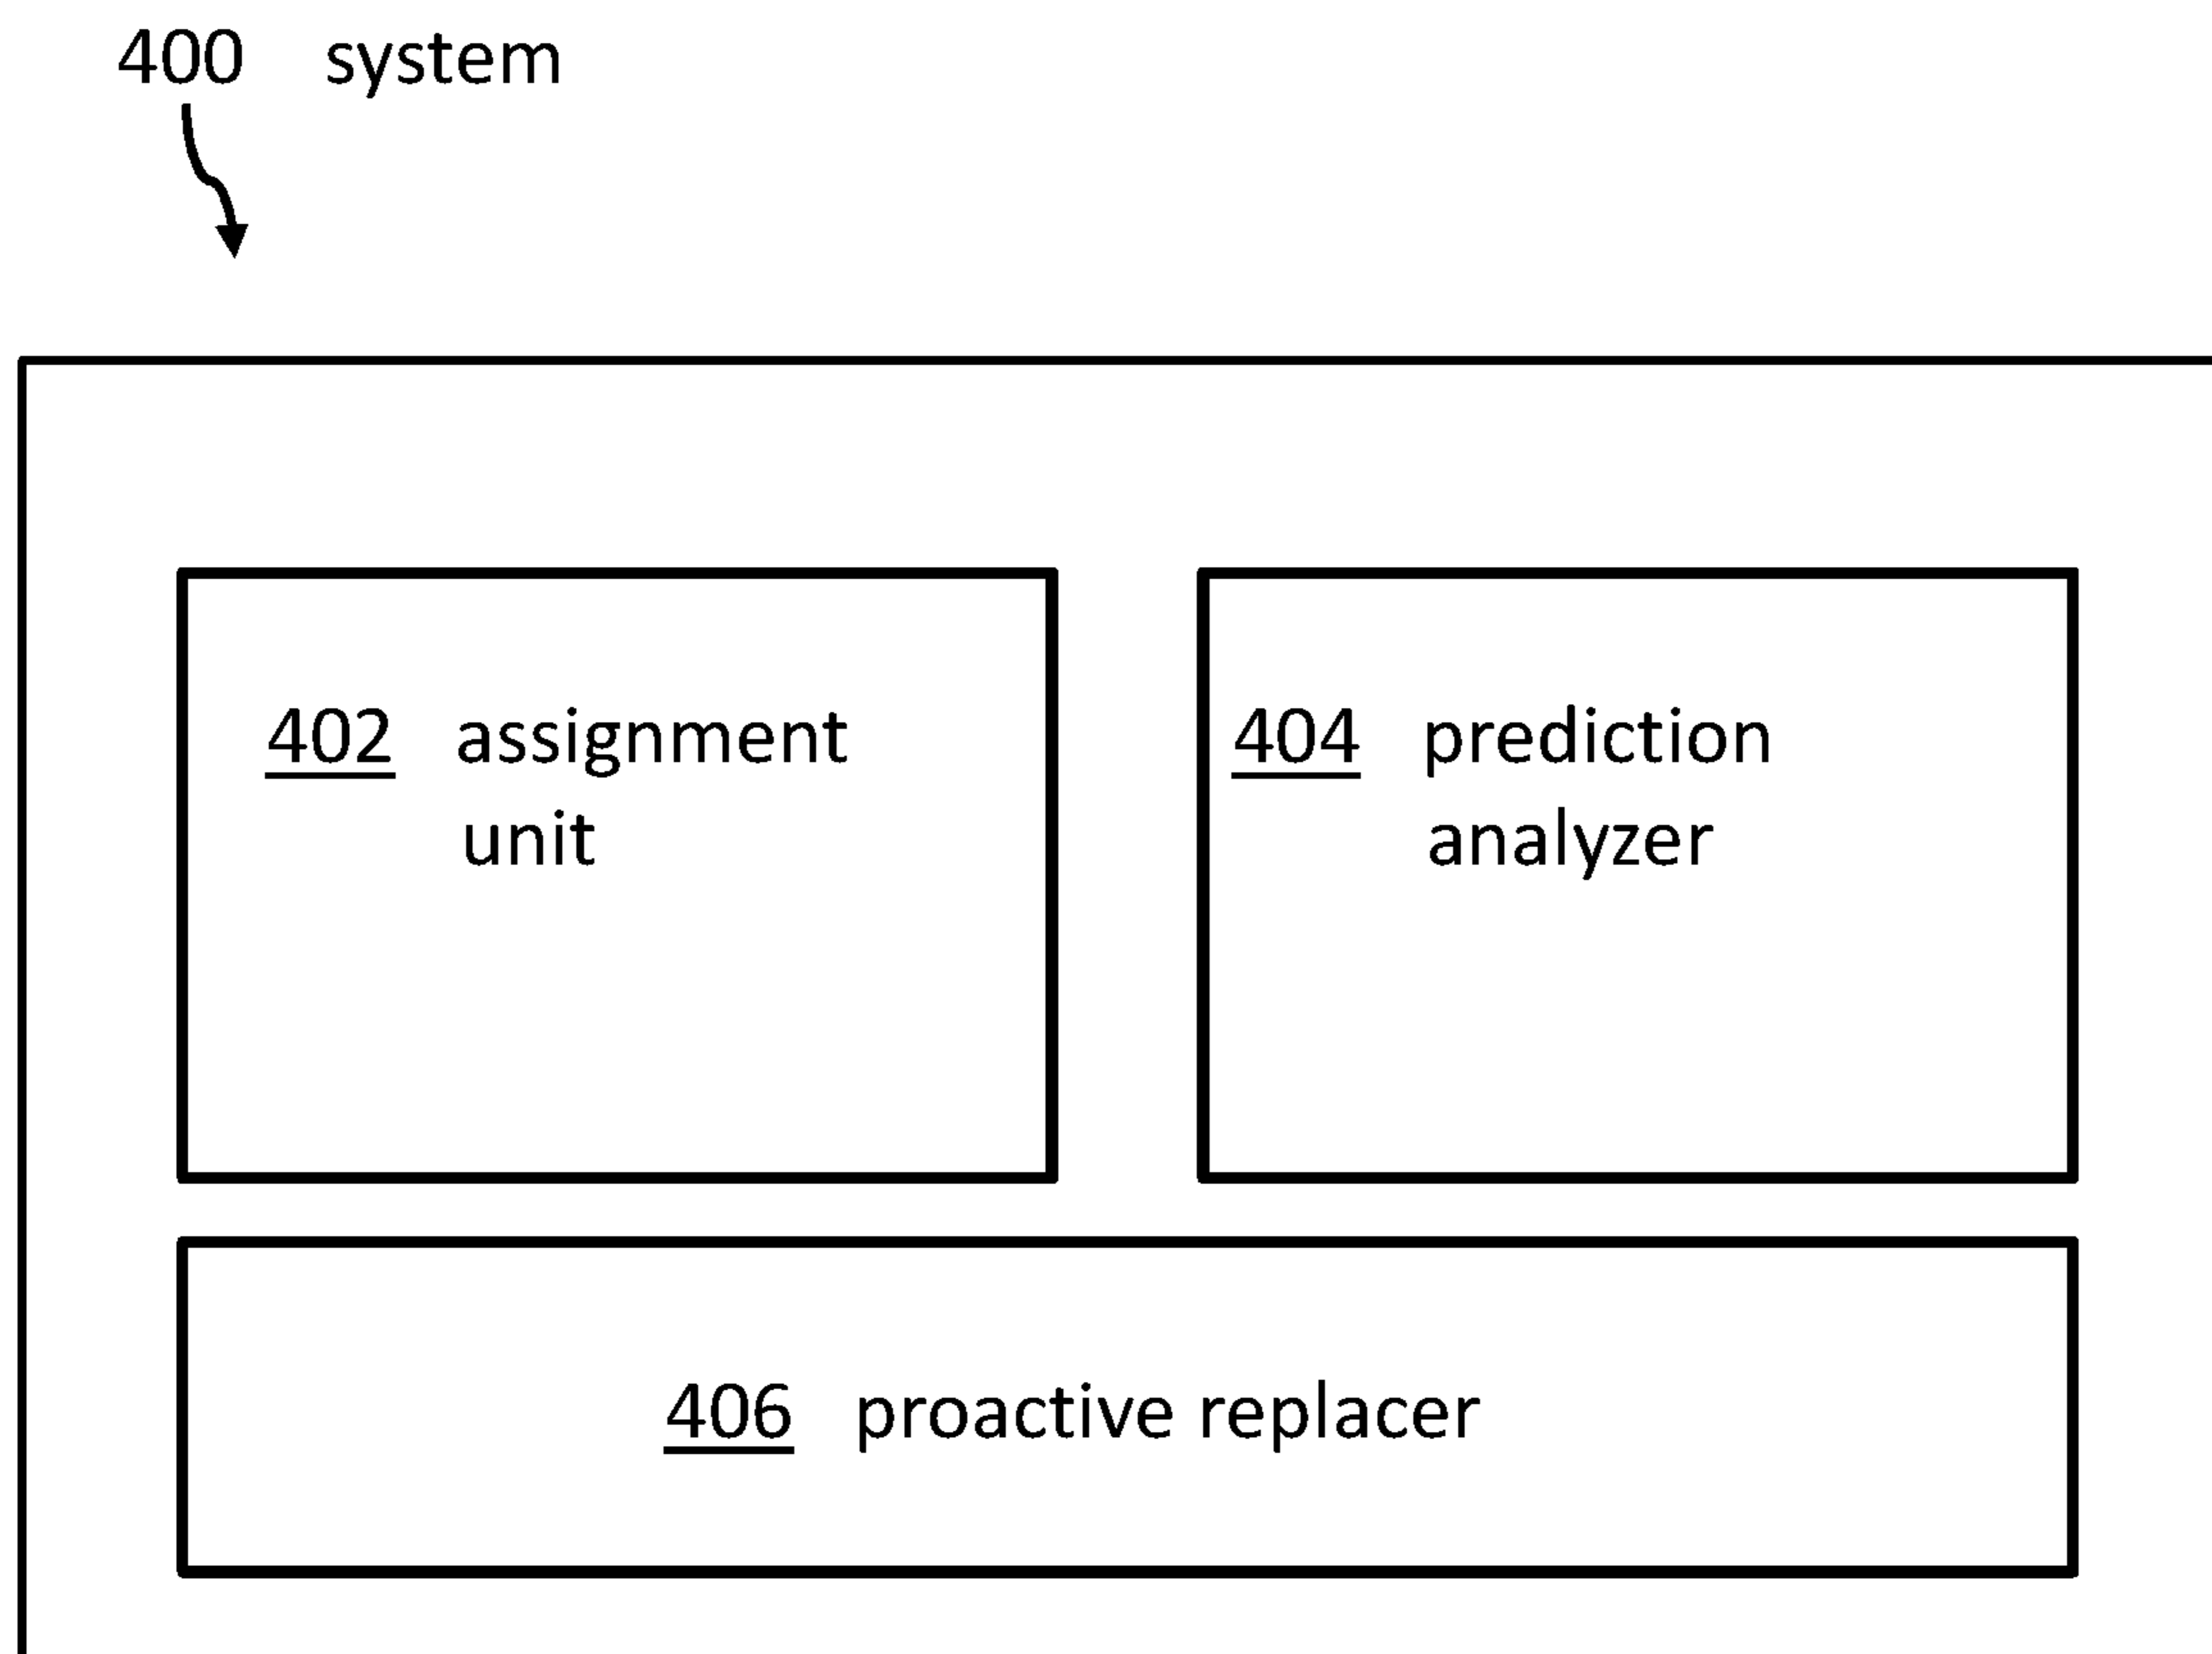 400 system
402 assignment
unit
404 prediction
analyzer
406 proactive replacer